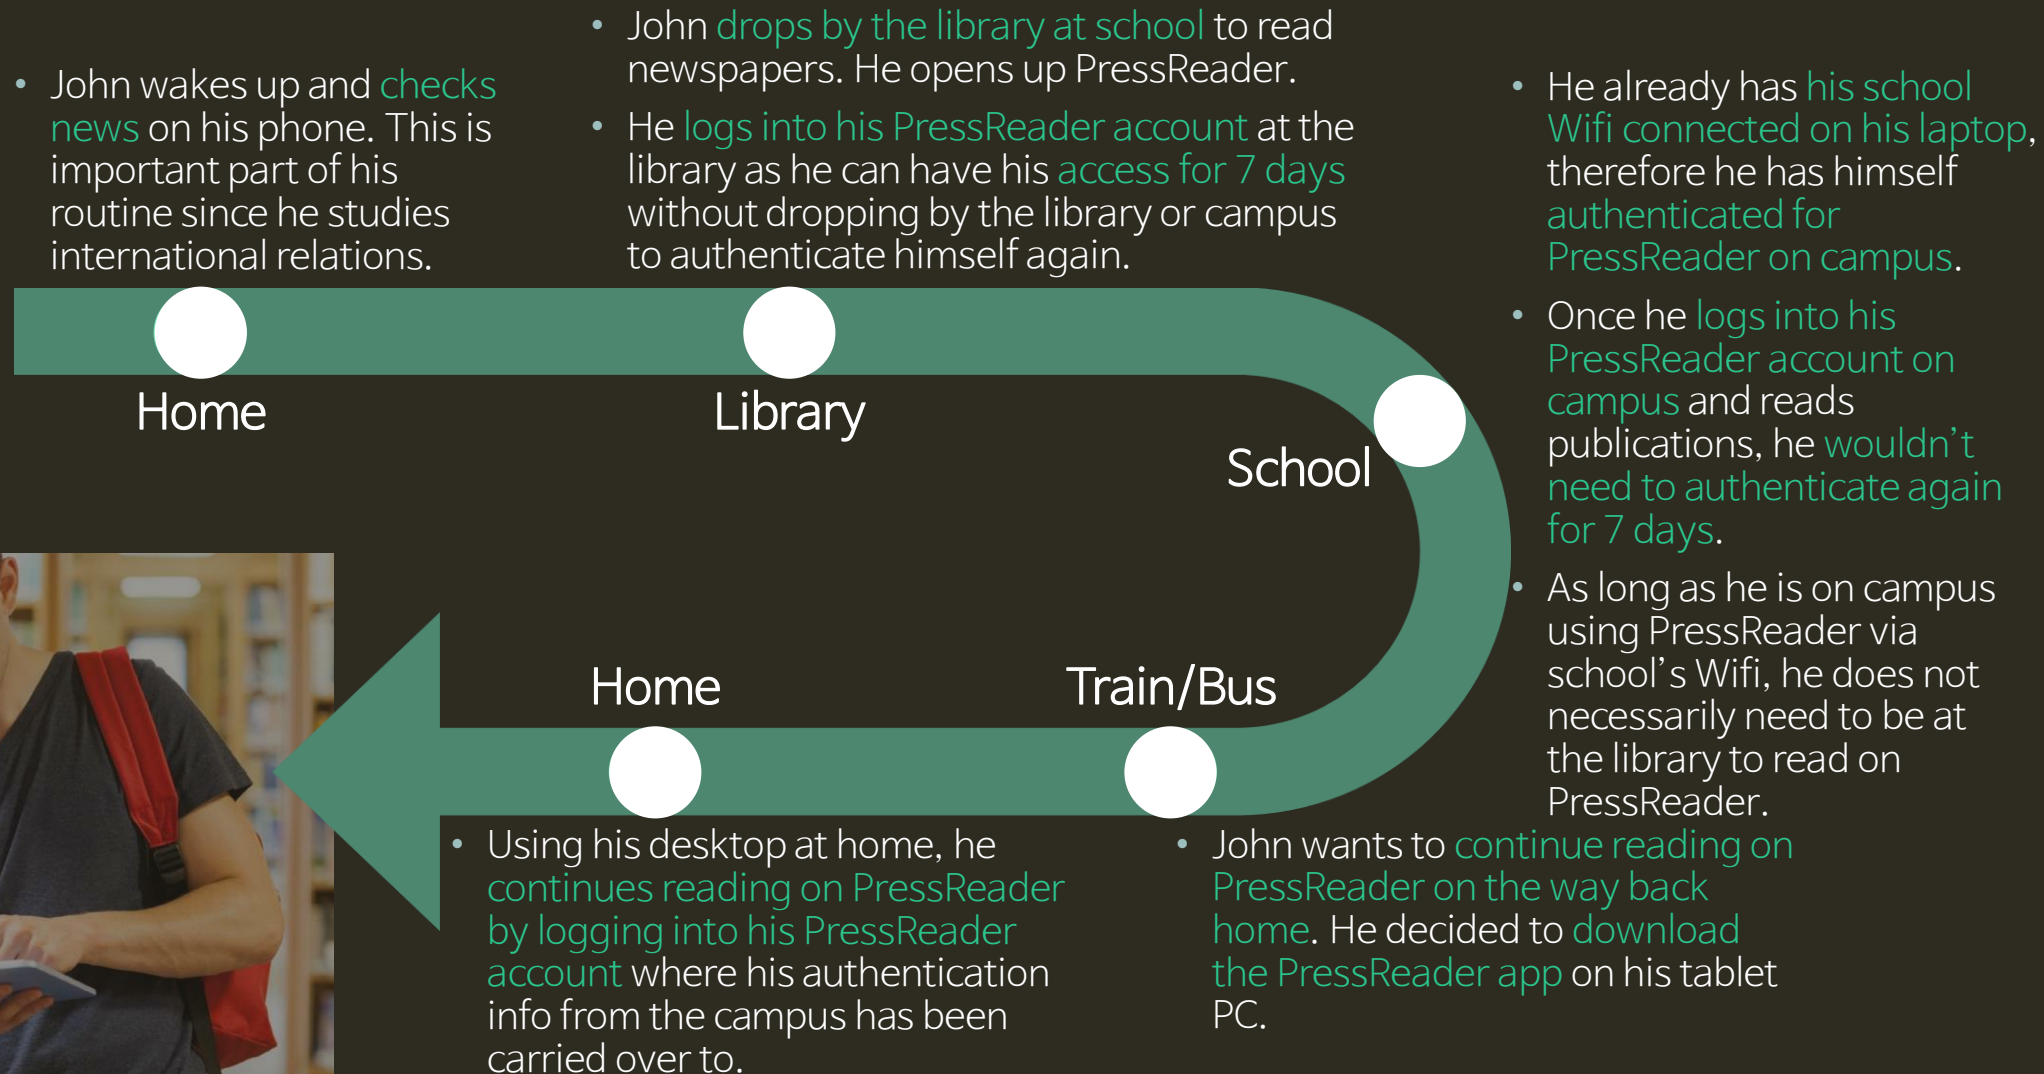 • John wakes up and checks
news on his phone. This is
important part of his
routine since he studies
international relations.
Home
• John drops by the library at school to read
newspapers. He opens up PressReader.
• He logs into his PressReader account at the
library as he can have his access for 7 days
without dropping by the library or campus
to authenticate himself again.
Library
• He already has his school
Wifi connected on his laptop,
therefore he has himself
authenticated for
PressReader on campus.
• Once he logs into his
PressReader account on
campus and reads
publications, he wouldn’t
need to authenticate again
for 7 days.
• As long as he is on campus
using PressReader via
school’s Wifi, he does not
necessarily need to be at
the library to read on
PressReader.
School
Train/Bus
• John wants to continue reading on
PressReader on the way back
home. He decided to download
the PressReader app on his tablet
PC.
Home
• Using his desktop at home, he
continues reading on PressReader
by logging into his PressReader
account where his authentication
info from the campus has been
carried over to.